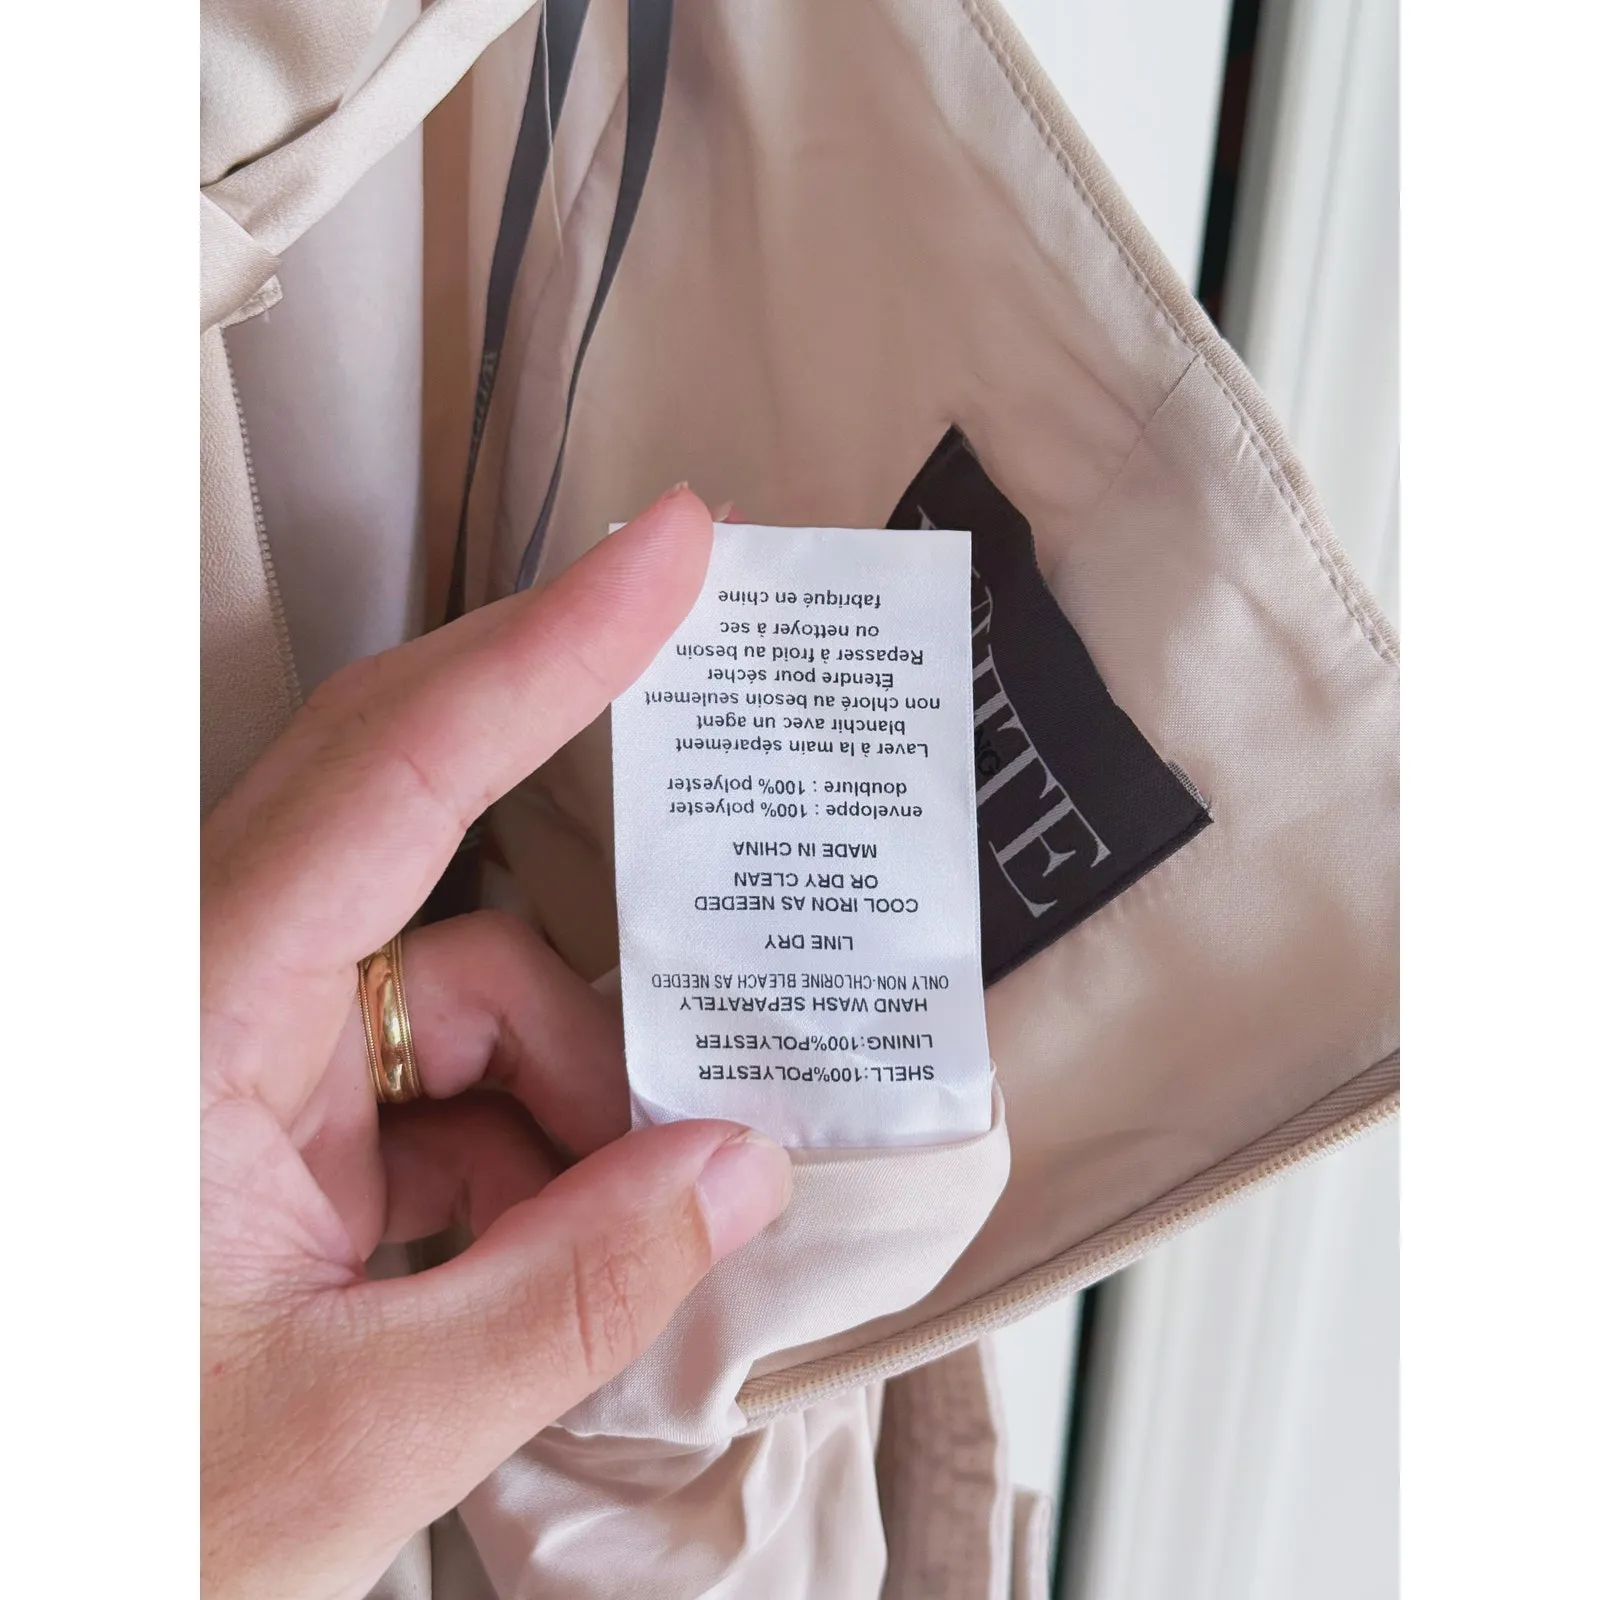 SHELL:100%POLYESTER
LINING:100%POLYESTER
HAND WASH SEPARATELY
ONLY NON-CHLORINE BLEACH AS NEEDED
LINE DRY
COOL IRON AS NEEDED
OR DRY CLEAN
MADE IN CHINA
enveloppe : 100% polyester
doublure : 100% polyester
Laver à la main séparément
blanchir avec un agent
non chloré au besoin seulement
Étendre pour sécher
Repasser à froid au besoin
ou nettoyer à sec
fabriqué en chine